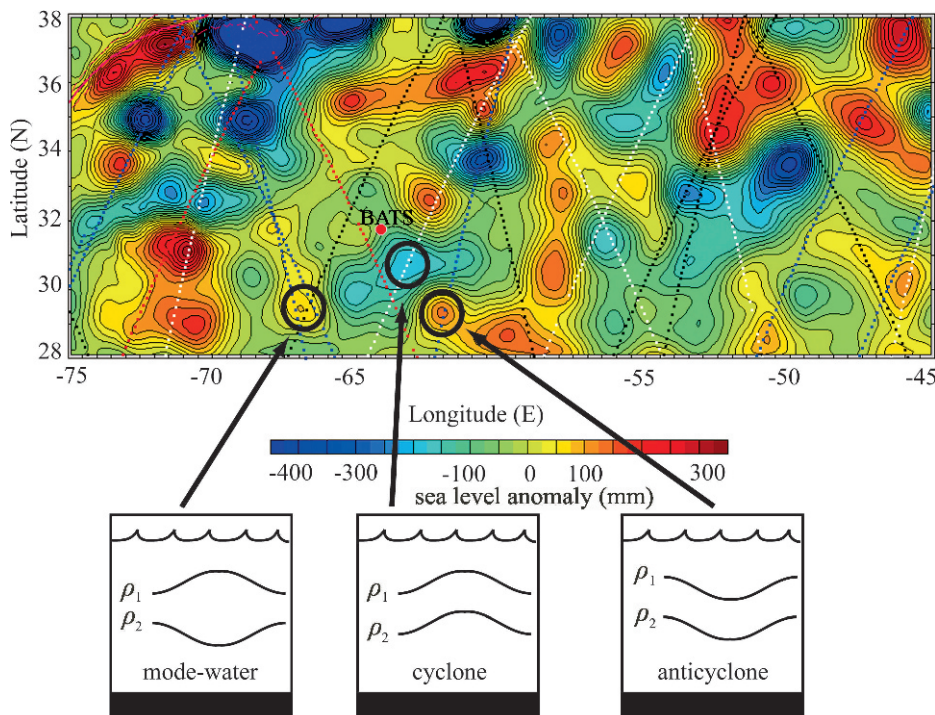 38
37
36
34
32
30
28
Latitude (N)
BATS
-75
-70
-65
-55
-50
-45
Longitude (E)
-400
-300
-100
0
100
300
sea level anomaly (mm)
ρ1
ρ2
mode-water
ρ1
ρ2
cyclone
ρ1
ρ2
anticyclone